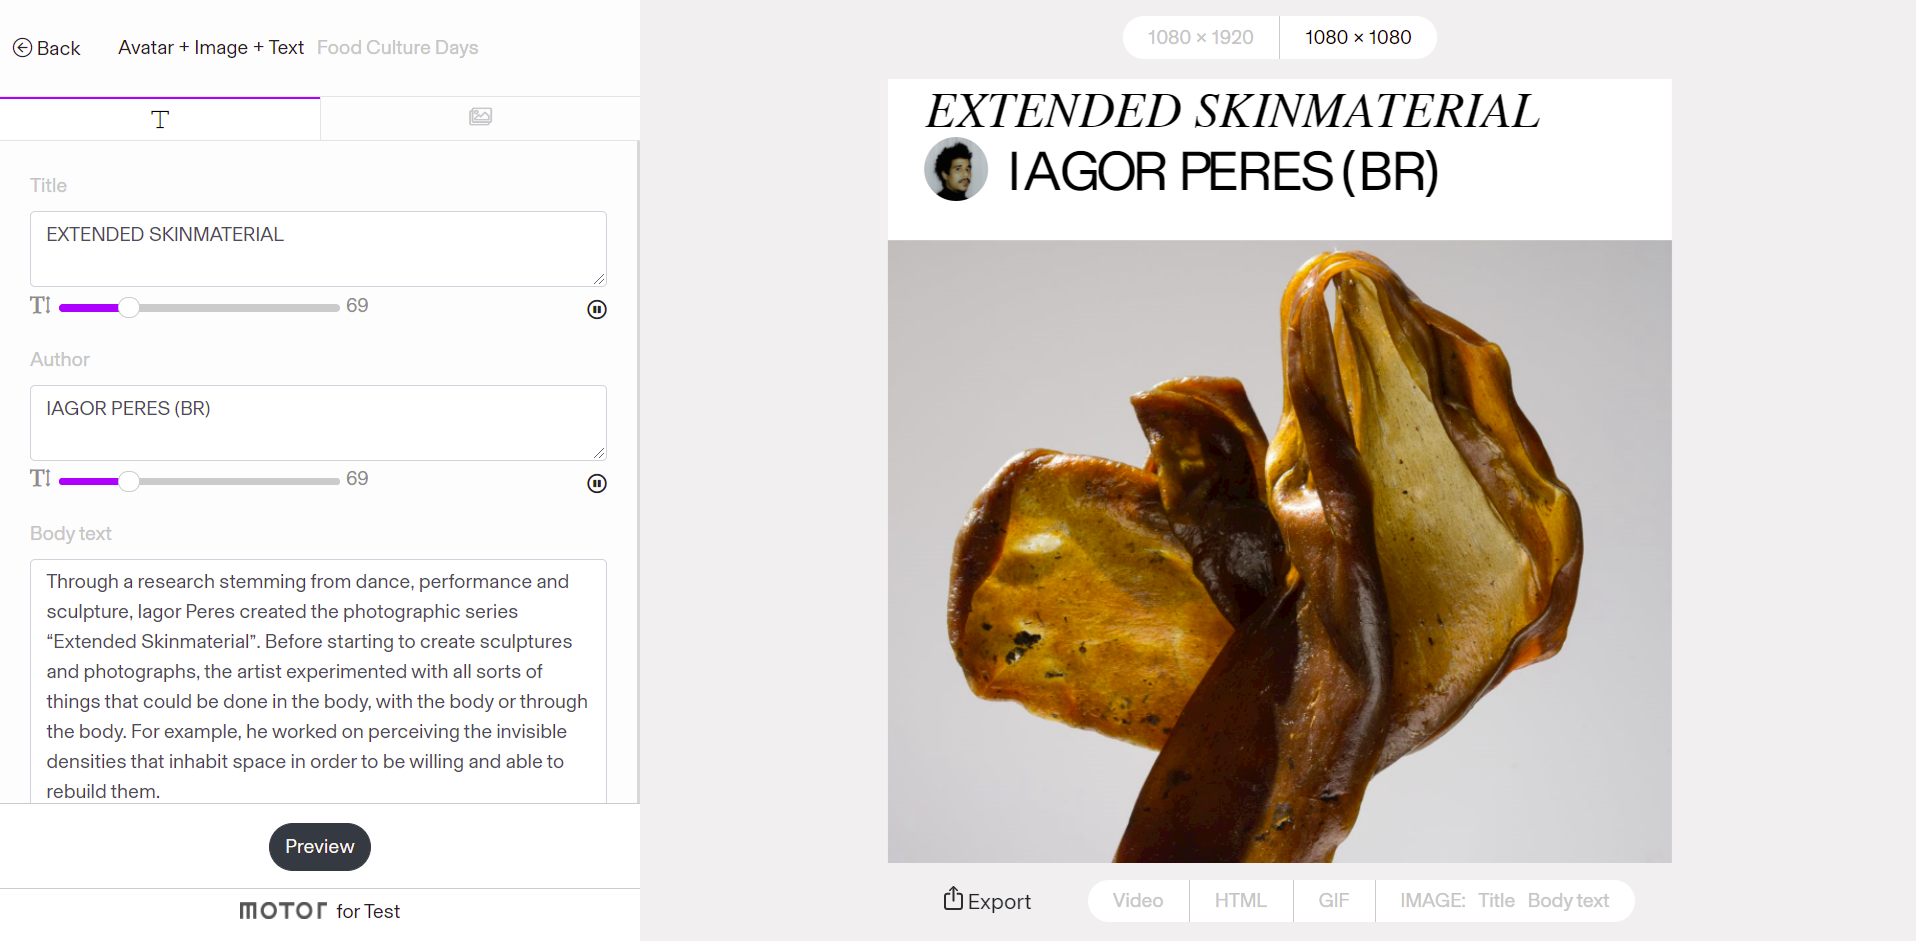 Back
Avatar + Image + Text Food Culture Days
T
Title
EXTENDED SKINMATERIAL
T 69
Author
IAGOR PERES (BR)
T 69
Body text
Through a research stemming from dance, performance and
sculpture, Iagor Peres created the photographic series
“Extended Skinmaterial”. Before starting to create sculptures
and photographs, the artist experimented with all sorts of
things that could be done in the body, with the body or through
the body. For example, he worked on perceiving the invisible
densities that inhabit space in order to be willing and able to
rebuild them.
Preview
MOTOR for Test
1080 × 1920
1080 × 1080
EXTENDED SKINMATERIAL
IAGOR PERES (BR)
Export
Video
HTML
GIF
IMAGE: Title Body text